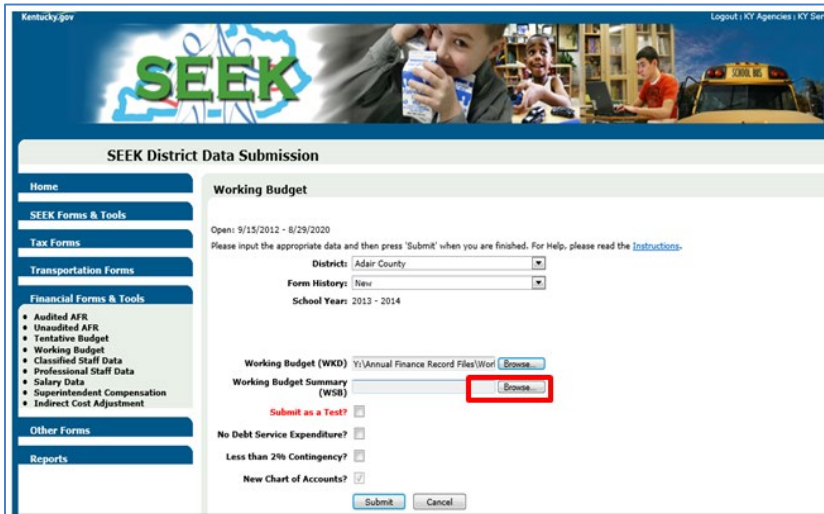 Kentucky.gov
Logout | KY Agencies | KY Ser
SEEK
SCHOOL BUS
SEEK District Data Submission
Home
SEEK Forms & Tools
Tax Forms
Transportation Forms
Financial Forms & Tools
Audited AFR
Unaudited AFR
Tentative Budget
Working Budget
Classified Staff Data
Professional Staff Data
Salary Data
Superintendent Compensation
Indirect Cost Adjustment
Other Forms
Reports
Working Budget
Open: 9/15/2012 - 8/29/2020
Please input the appropriate data and then press 'Submit' when you are finished. For Help, please read the Instructions.
District: Adair County
Form History: New
School Year: 2013 - 2014
Working Budget (WKD) Y:\Annual Finance Record Files\Worl Browse...
Working Budget Summary
(WSB) Browse...
Submit as a Test?
No Debt Service Expenditure?
Less than 2% Contingency?
New Chart of Accounts?
Submit Cancel